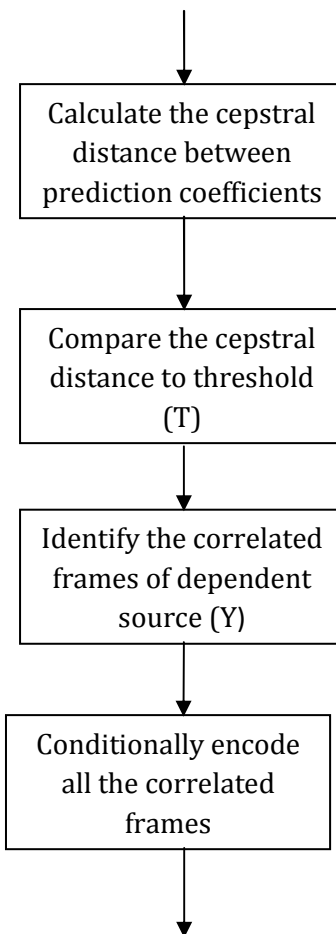 Calculate the cepstral
distance between
prediction coefficients
Compare the cepstral
distance to threshold
(T)
Identify the correlated
frames of dependent
source (Y)
Conditionally encode
all the correlated
frames